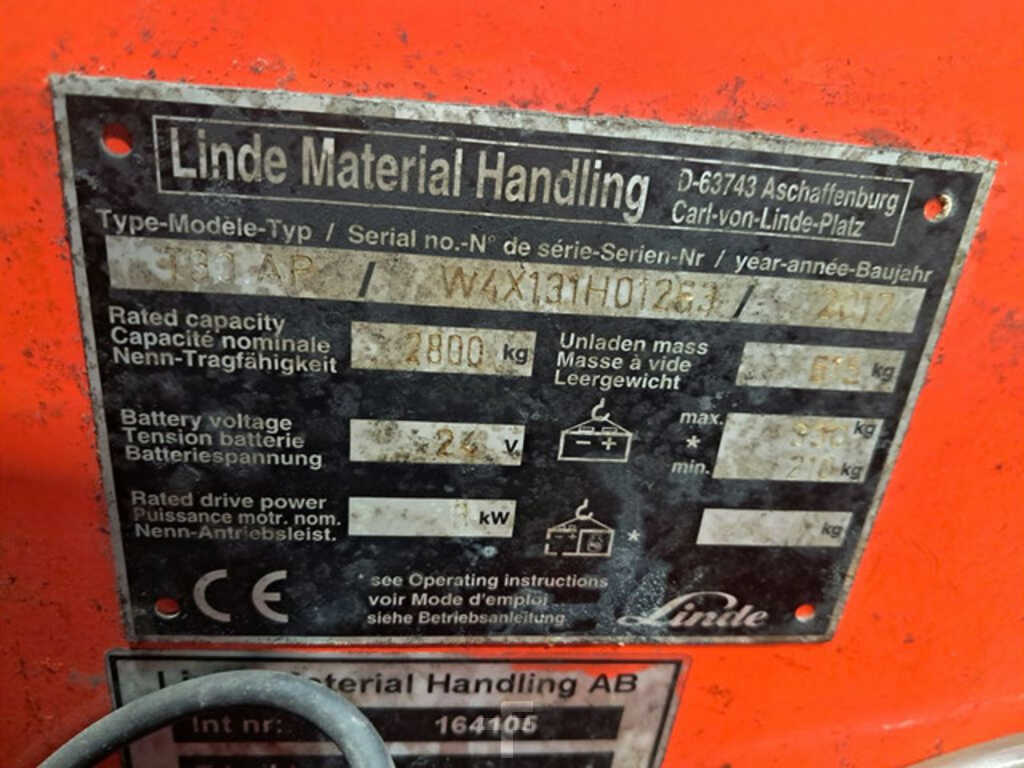 Linde Material Handling
D-63743 Aschaffenburg
Carl-von-Linde-Platz
Type-Modèle-Typ / Serial no.-N° de série-Serien-Nr / year-année-Baujahr
AP / W4X131H01263 / 2017
Rated capacity
Capacité nominale
Nenn-Tragfähigkeit
2800 kg
Unladen mass
Masse à vide
Leergewicht
kg
Battery voltage
Tension batterie
Batteriespannung
24 V
- +
max. kg
*
min. 210 kg
Rated drive power
Puissance motr. nom.
Nenn-Antriebsleist.
kW
* kg
CE
*see Operating instructions
voir Mode d'emploi
siehe Betriebsanleitung
Linde
Material Handling AB
Int nr: 164105